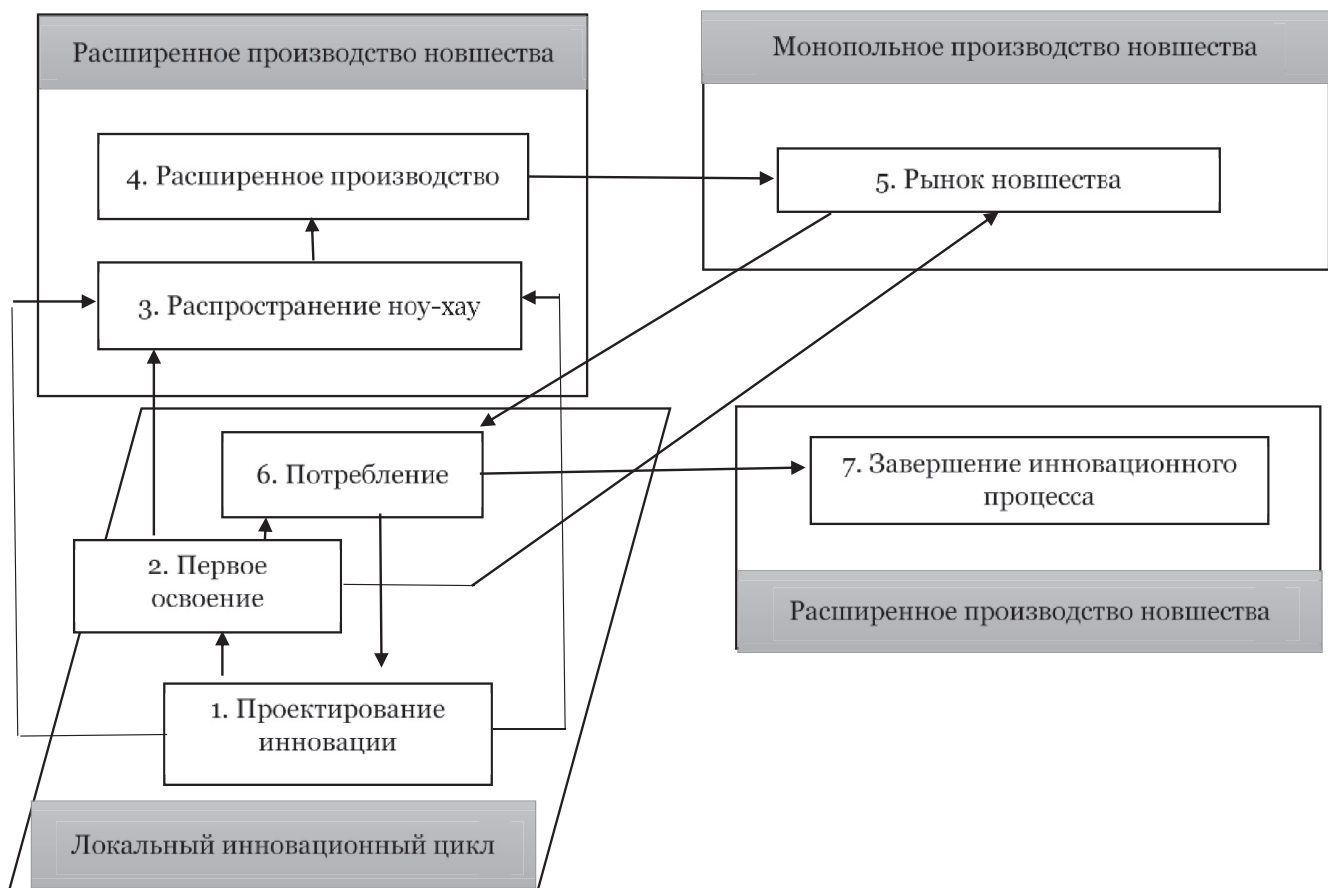 Расширенное производство новшества
Монопольное производство новшества
4. Расширенное производство
5. Рынок новшества
3. Распространение ноу-хау
6. Потребление
7. Завершение инновационного
процесса
2. Первое
освоение
Расширенное производство новшества
1. Проектирование
инновации
Локальный инновационный цикл